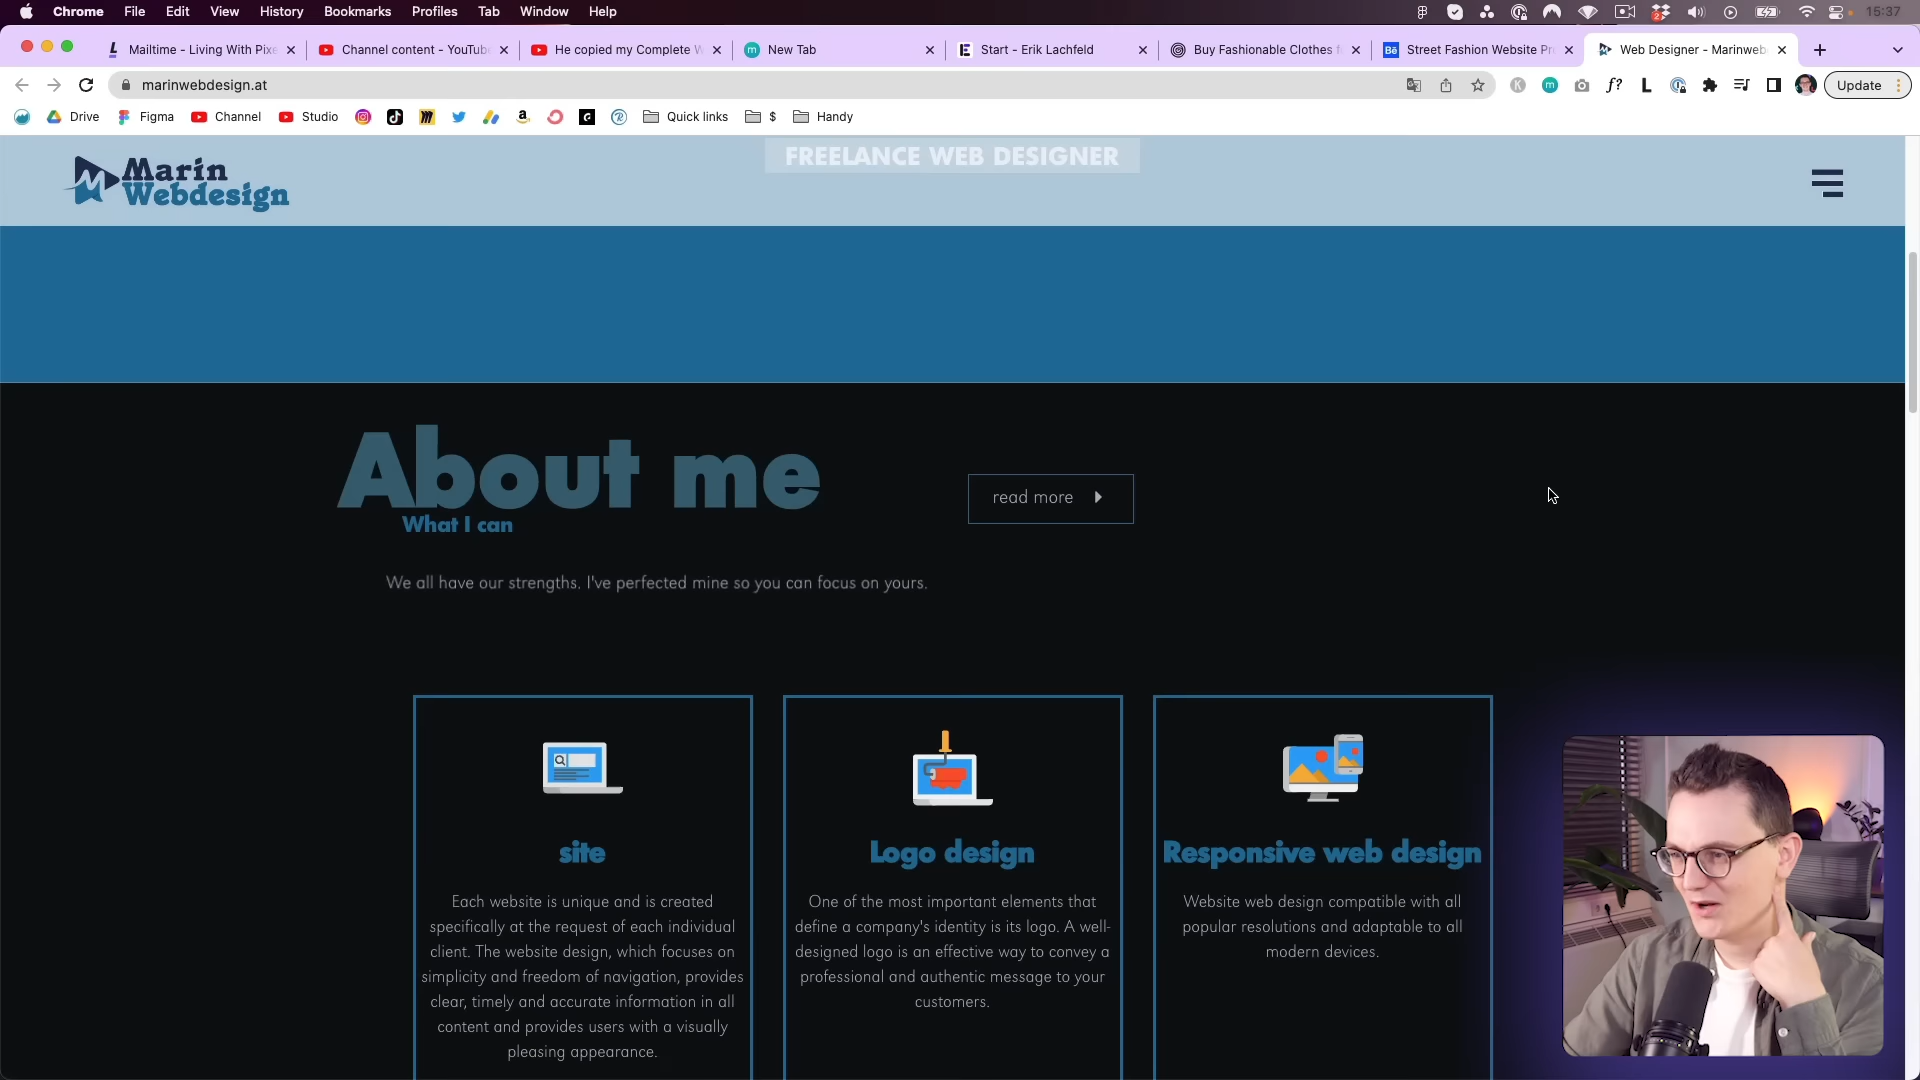 Chrome File Edit View History Bookmarks Profiles Tab Window Help 15:37
Mailtime - Living With Pixe Channel content - YouTube He copied my Complete W New Tab Start - Erik Lachfeld Buy Fashionable Clothes f Street Fashion Website Pr Web Designer - Marinweb
marinwebdesign.at Update
Drive Figma Channel Studio Quick links $ Handy
Marin
Webdesign
FREELANCE WEB DESIGNER
About me
What I can
read more
We all have our strengths. I've perfected mine so you can focus on yours.
site
Each website is unique and is created
specifically at the request of each individual
client. The website design, which focuses on
simplicity and freedom of navigation, provides
clear, timely and accurate information in all
content and provides users with a visually
pleasing appearance.
Logo design
One of the most important elements that
define a company's identity is its logo. A well-
designed logo is an effective way to convey a
professional and authentic message to your
customers.
Responsive web design
Website web design compatible with all
popular resolutions and adaptable to all
modern devices.